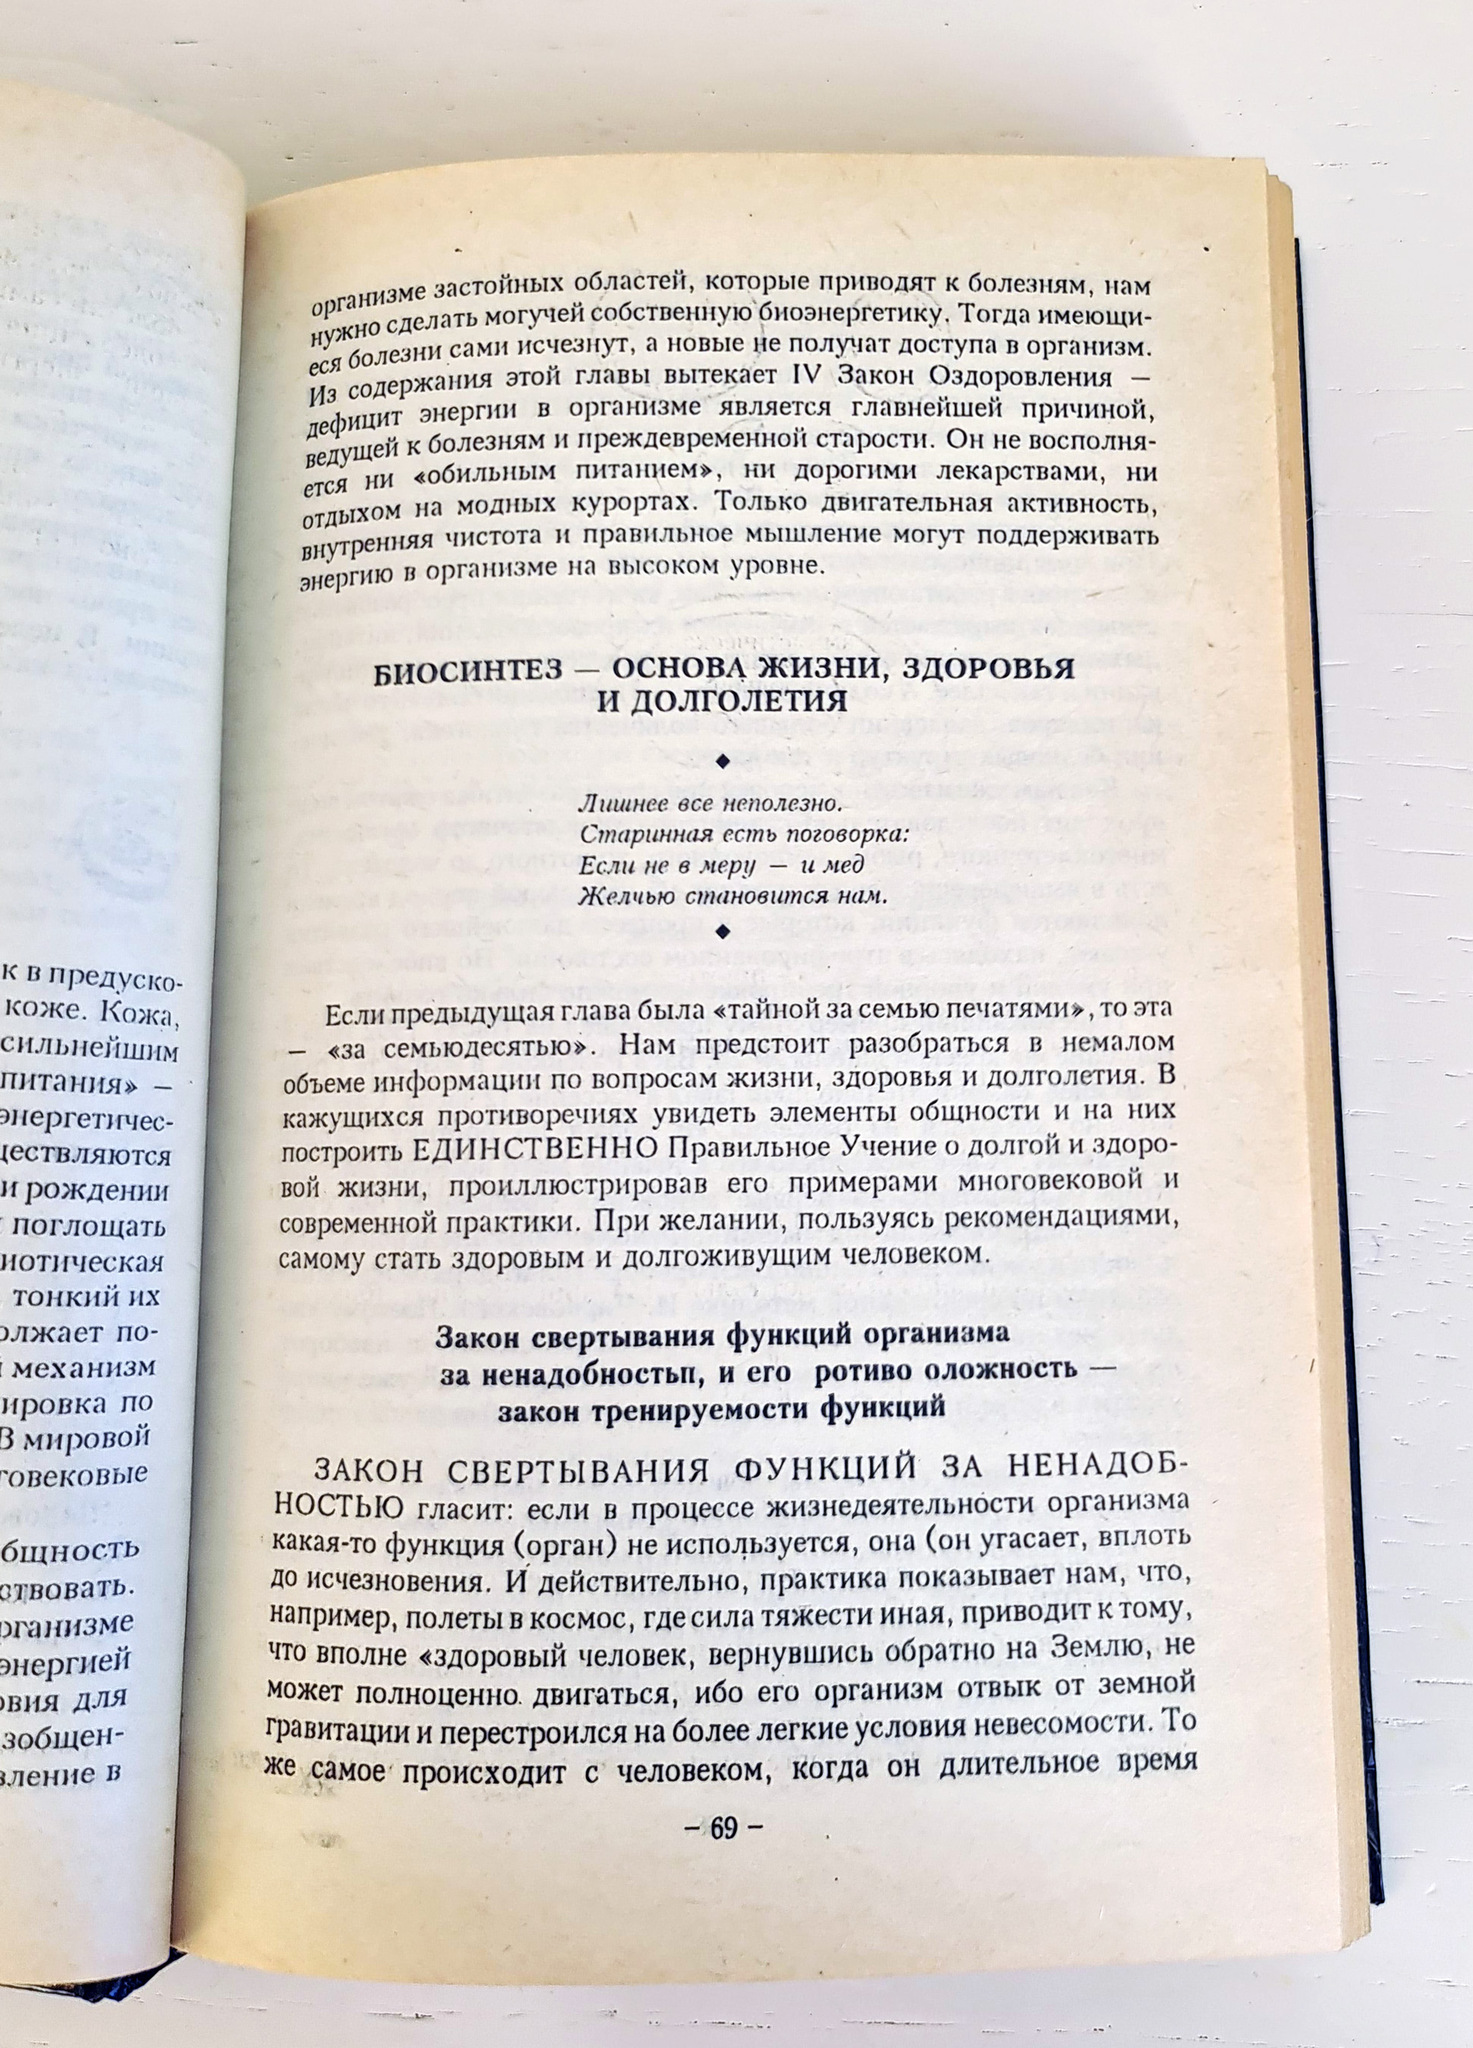 к в предуско-
коже. Кожа,
сильнейшим
питания» —
энергетичес-
ществляются
и рождении
поглощать
иотическая
тонкий их
олжает по-
механизм
ировка по
В мировой
говековые
бщность
ствовать.
рганизме
энергией
овия для
зобщен-
вление в
организме застойных областей, которые приводят к болезням, нам
нужно сделать могучей собственную биоэнергетику. Тогда имеющи-
еся болезни сами исчезнут, а новые не получат доступа в организм.
Из содержания этой главы вытекает IV Закон Оздоровления —
дефицит энергии в организме является главнейшей причиной,
ведущей к болезням и преждевременной старости. Он не восполня-
ется ни «обильным питанием», ни дорогими лекарствами, ни
отдыхом на модных курортах. Только двигательная активность,
внутренняя чистота и правильное мышление могут поддерживать
энергию в организме на высоком уровне.
БИОСИНТЕЗ — ОСНОВА ЖИЗНИ, ЗДОРОВЬЯ
И ДОЛГОЛЕТИЯ
Лишнее все неполезно.
Старинная есть поговорка:
Если не в меру — и мед
Желчью становится нам.
Если предыдущая глава была «тайной за семью печатями», то эта
— «за семьюдесятью». Нам предстоит разобраться в немалом
объеме информации по вопросам жизни, здоровья и долголетия. В
кажущихся противоречиях увидеть элементы общности и на них
построить ЕДИНСТВЕННО Правильное Учение о долгой и здоро-
вой жизни, проиллюстрировав его примерами многовековой и
современной практики. При желании, пользуясь рекомендациями,
самому стать здоровым и долгоживущим человеком.
Закон свертывания функций организма
за ненадобностьп, и его ротиво оложность —
закон тренируемости функций
ЗАКОН СВЕРТЫВАНИЯ ФУНКЦИЙ ЗА НЕНАДОБ-
НОСТЬЮ гласит: если в процессе жизнедеятельности организма
какая-то функция (орган) не используется, она (он угасает, вплоть
до исчезновения. И действительно, практика показывает нам, что,
например, полеты в космос, где сила тяжести иная, приводит к тому,
что вполне «здоровый человек, вернувшись обратно на Землю, не
может полноценно двигаться, ибо его организм отвык от земной
гравитации и перестроился на более легкие условия невесомости. То
же самое происходит с человеком, когда он длительное время
– 69 –